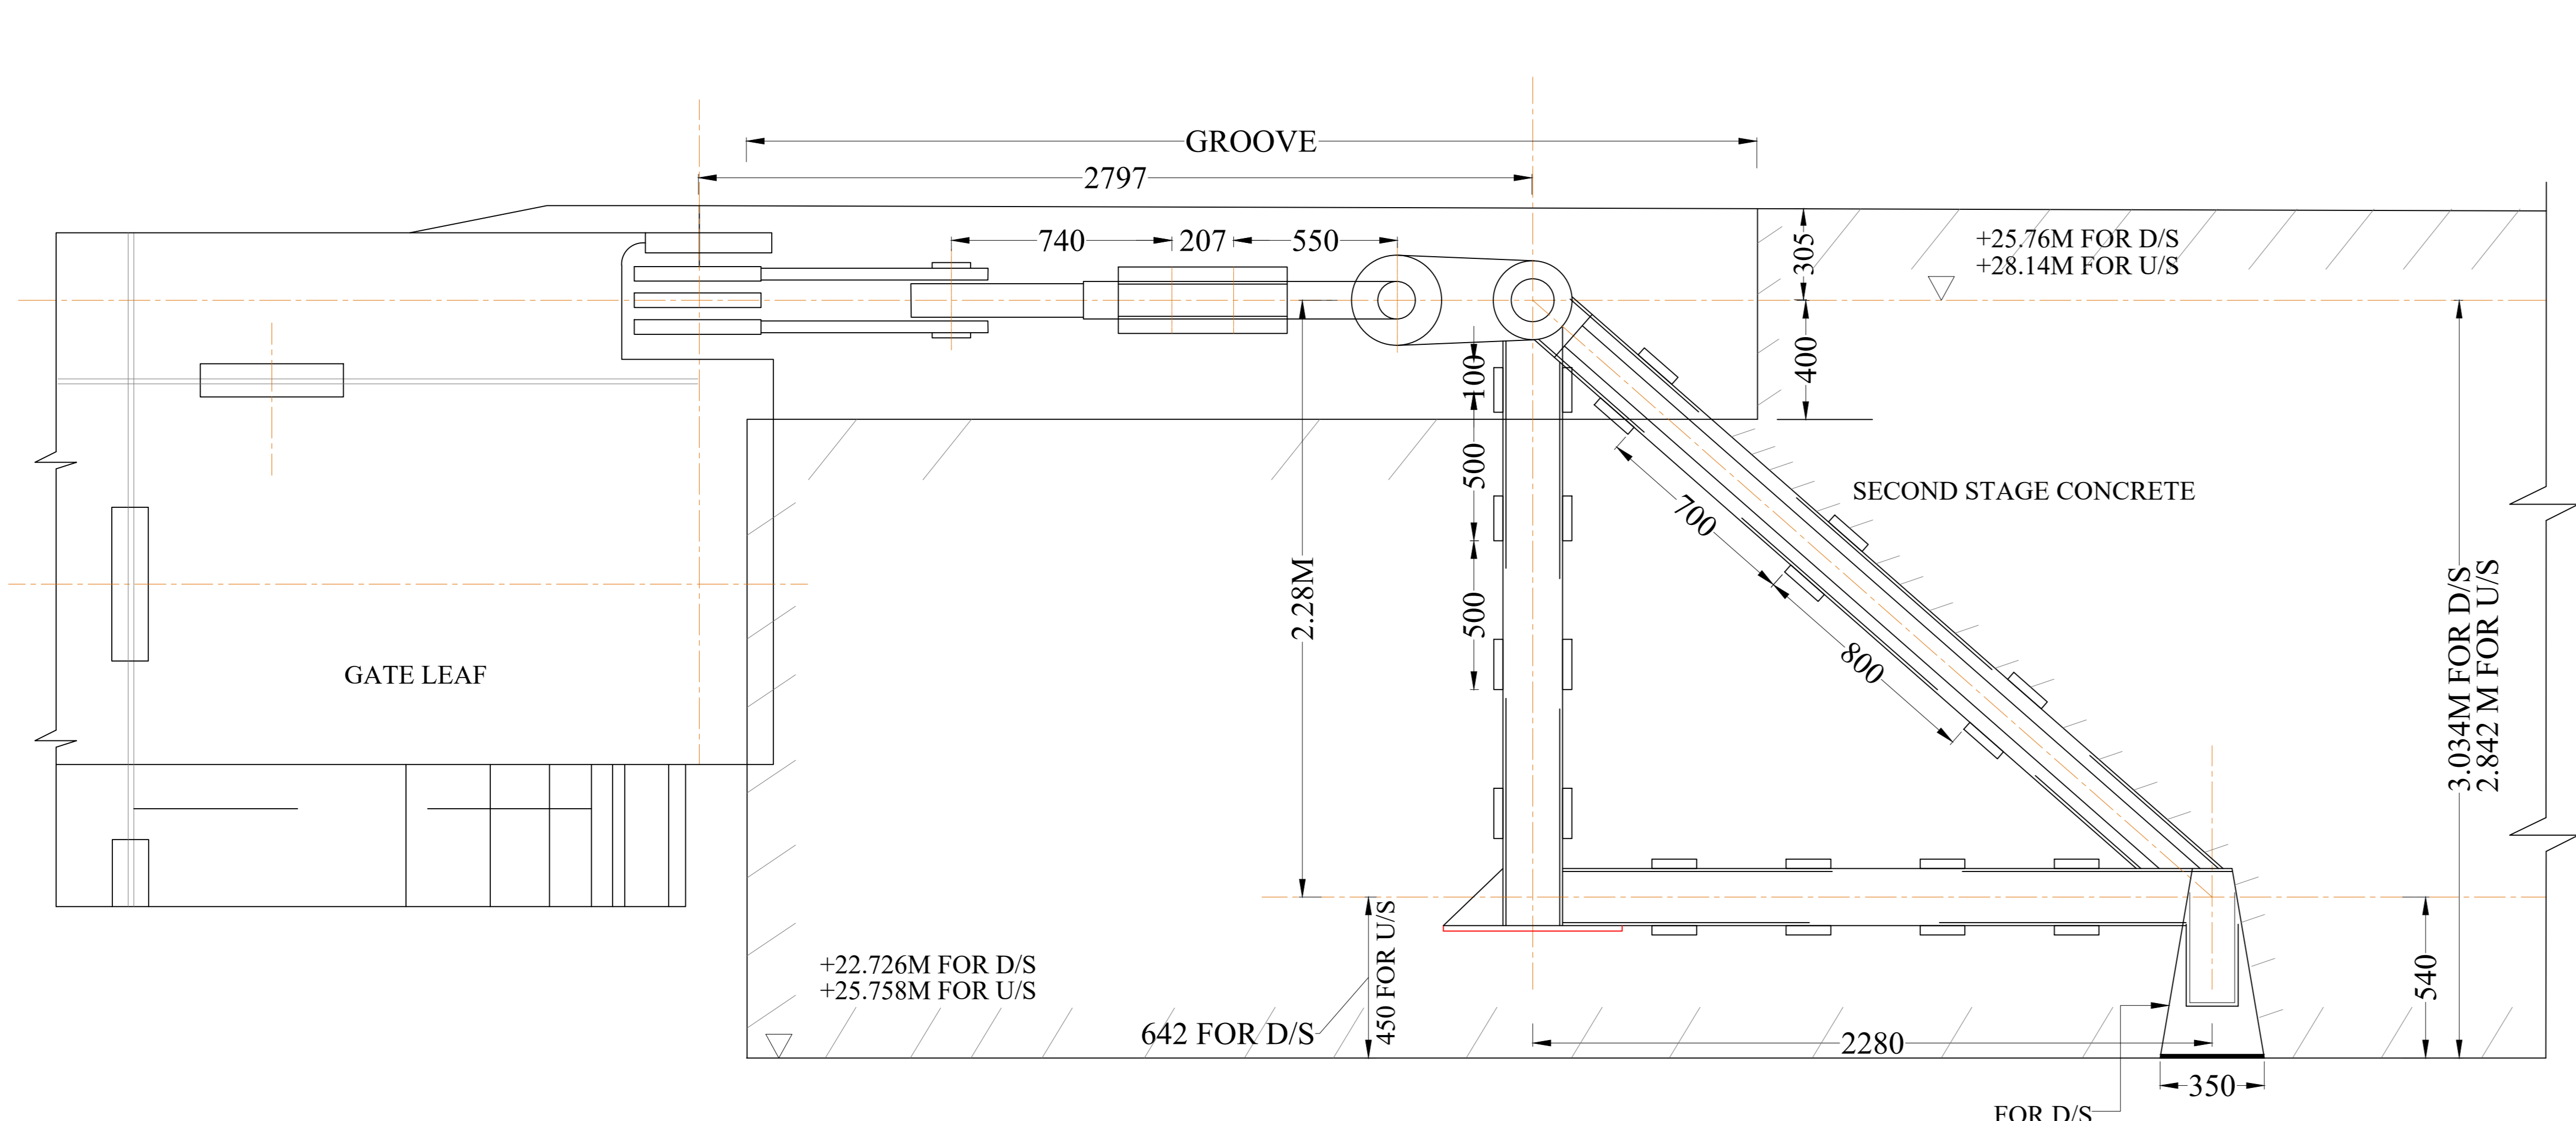 GROOVE
2797
740
207
550
305
+25.76M FOR D/S
+28.14M FOR U/S
100
400
500
SECOND STAGE CONCRETE
700
2.28M
500
800
GATE LEAF
3.034M FOR D/S
2.842 M FOR U/S
+22.726M FOR D/S
+25.758M FOR U/S
642 FOR D/S
450 FOR U/S
540
2280
350
FOR D/S